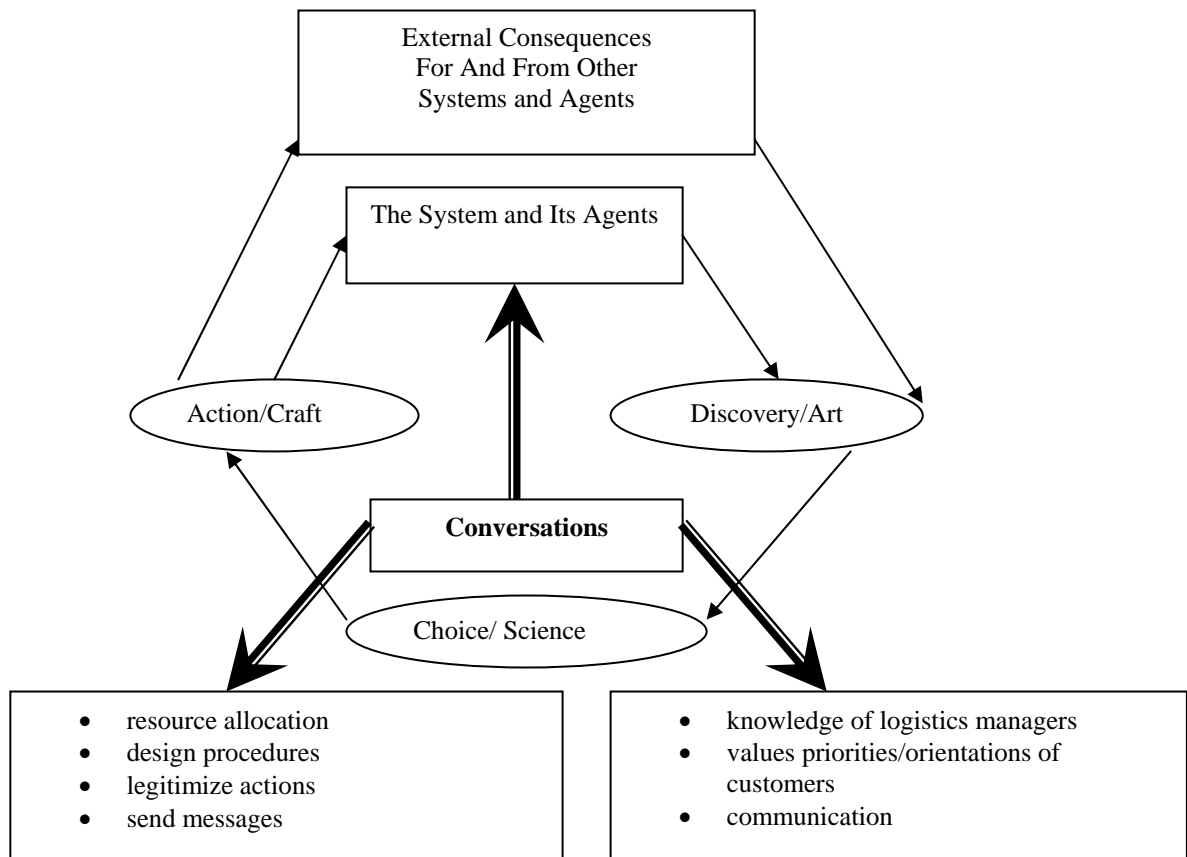 External Consequences
For And From Other
Systems and Agents
The System and Its Agents
Action/Craft
Discovery/Art
Conversations
Choice/ Science
• resource allocation
• design procedures
• legitimize actions
• send messages
• knowledge of logistics managers
• values priorities/orientations of
customers
• communication